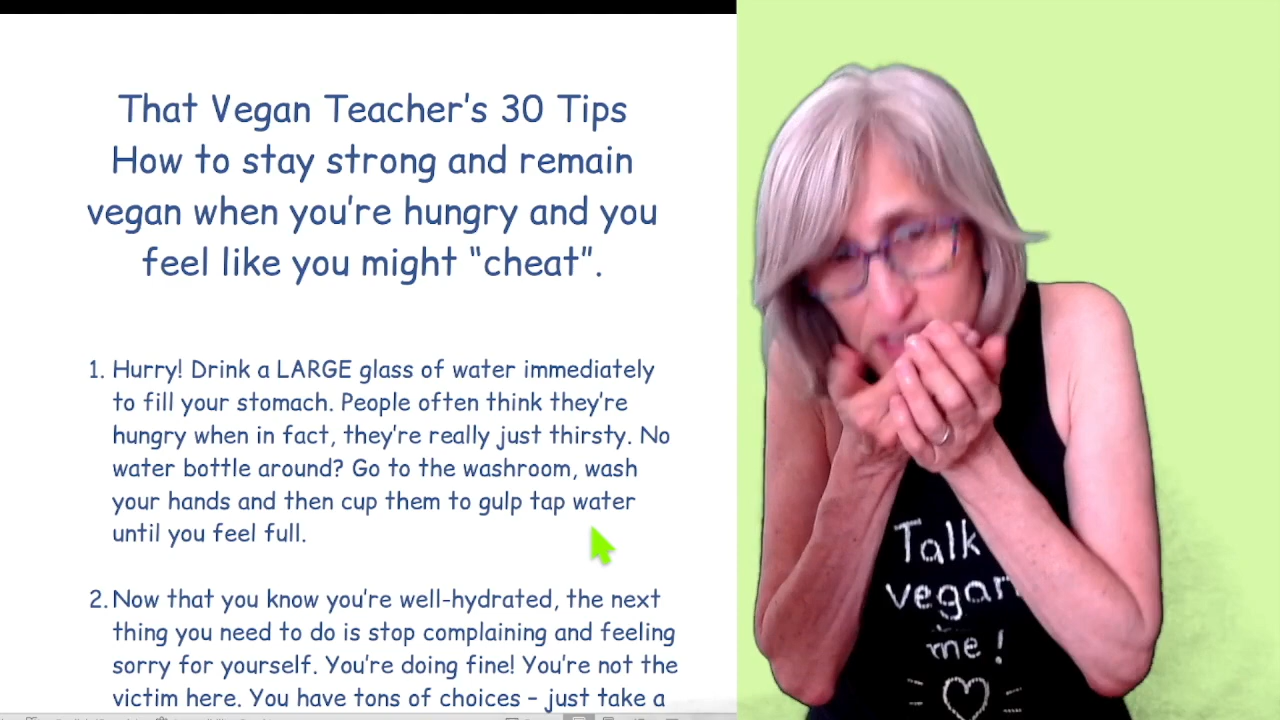 That Vegan Teacher's 30 Tips
How to stay strong and remain
vegan when you're hungry and you
feel like you might "cheat".
1. Hurry! Drink a LARGE glass of water immediately
to fill your stomach. People often think they're
hungry when in fact, they're really just thirsty. No
water bottle around? Go to the washroom, wash
your hands and then cup them to gulp tap water
until you feel full.
2. Now that you know you're well-hydrated, the next
thing you need to do is stop complaining and feeling
sorry for yourself. You're doing fine! You're not the
victim here. You have tons of choices – just take a
Talk
vegan
me!